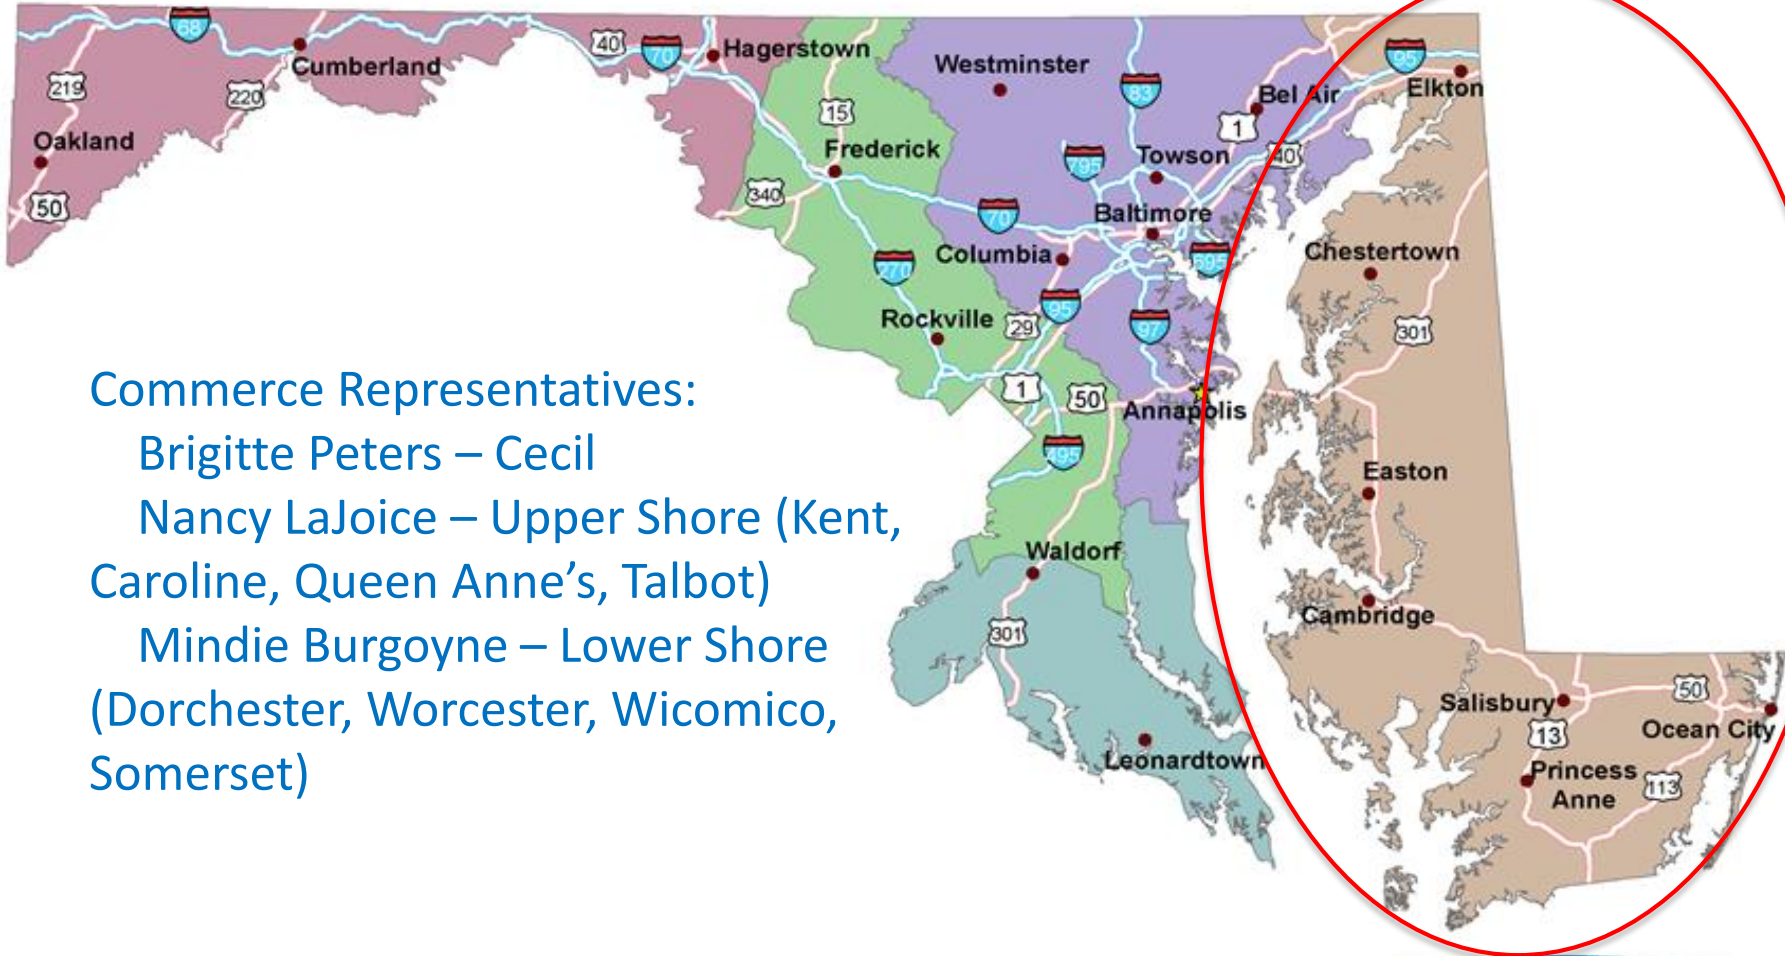 68
40
70
Hagerstown
95
219
Cumberland
220
Westminster
83
Bel Air
Elkton
Oakland
15
1
50
Frederick
795
Towson
40
340
70
Baltimore
Columbia
695
Chestertown
270
95
97
301
Rockville
29
1
50
Annapolis
495
Easton
Commerce Representatives:
Brigitte Peters – Cecil
Nancy LaJoice – Upper Shore (Kent,
Caroline, Queen Anne’s, Talbot)
Mindie Burgoyne – Lower Shore
(Dorchester, Worcester, Wicomico,
Somerset)
Waldorf
301
Cambridge
Salisbury
50
13
Ocean City
Leonardtown
Princess
Anne
113